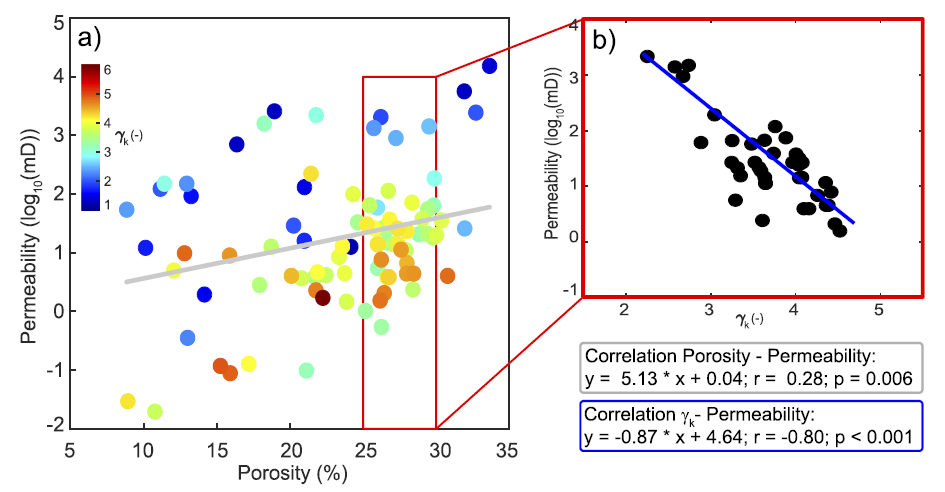 a)
5
4
3
2
1
0
-1
-2
Permeability (log10(mD))
6
5
4
3
2
1
γk(-)
5 10 15 20 25 30 35
Porosity (%)
b)
4
3
2
1
0
-1
Permeability (log10(mD))
2 3 4 5
γk(-)
Correlation Porosity - Permeability:
y = 5.13 * x + 0.04; r = 0.28; p = 0.006
Correlation γk- Permeability:
y = -0.87 * x + 4.64; r = -0.80; p < 0.001